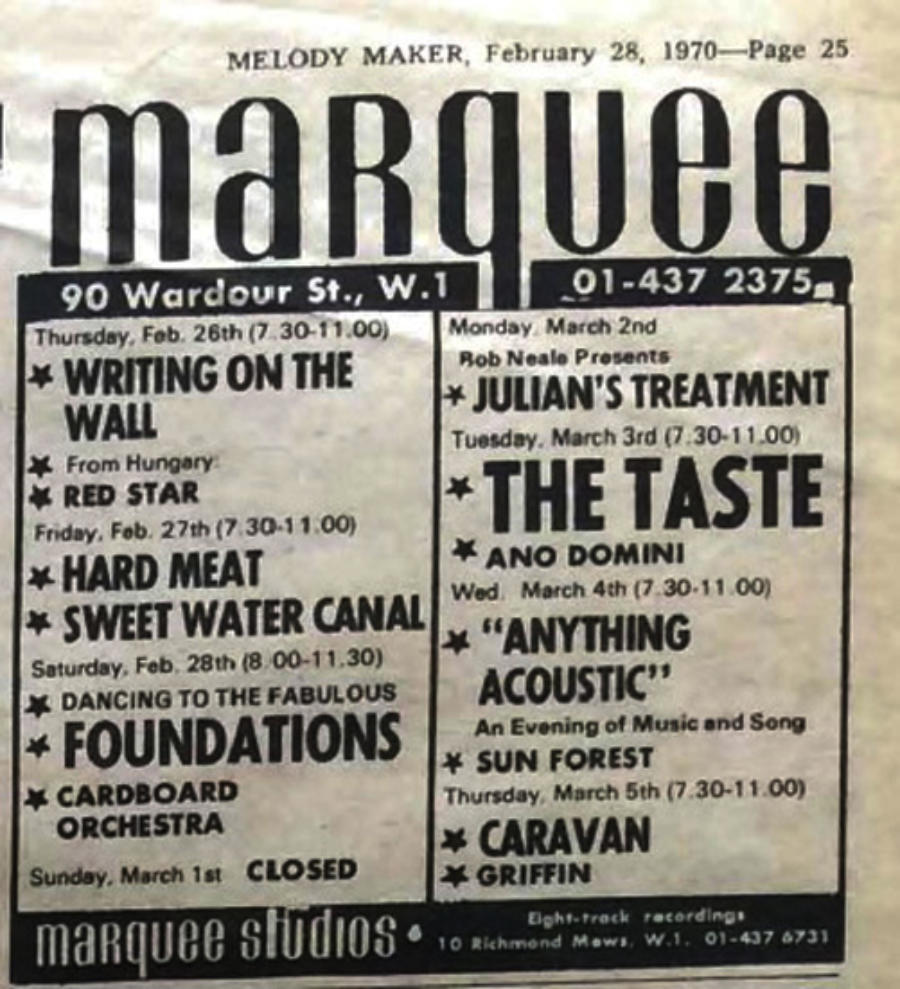 MELODY MAKER, February 28, 1970—Page 25
marquee
90 Wardour St., W.1
01-437 2375
Thursday, Feb. 26th (7.30-11.00)
WRITING ON THE
WALL
From Hungary:
RED STAR
Friday, Feb. 27th (7.30-11.00)
HARD MEAT
SWEET WATER CANAL
Saturday, Feb. 28th (8.00-11.30)
DANCING TO THE FABULOUS
FOUNDATIONS
CARDBOARD
ORCHESTRA
Sunday, March 1st CLOSED
Monday, March 2nd
Rob Neale Presents
JULIAN'S TREATMENT
Tuesday, March 3rd (7.30-11.00)
THE TASTE
ANO DOMINI
Wed. March 4th (7.30-11.00)
"ANYTHING
ACOUSTIC"
An Evening of Music and Song
SUN FOREST
Thursday, March 5th (7.30-11.00)
CARAVAN
GRIFFIN
marquee studios
Eight-track recordings
10 Richmond Mews, W.1. 01-437 6731